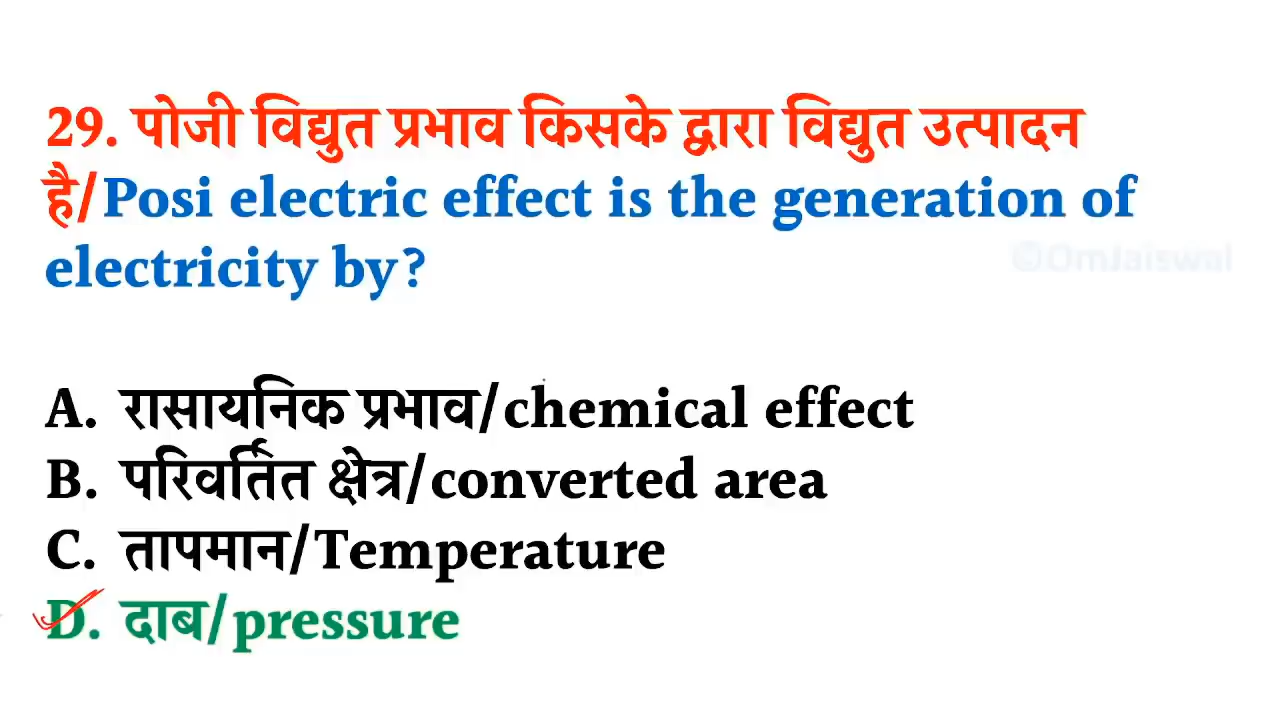 29. पोजी विद्युत प्रभाव किसके द्वारा विद्युत उत्पादन
है/Posi electric effect is the generation of
electricity by?
©OmJaiswal
A. रासायनिक प्रभाव/chemical effect
B. परिवर्तित क्षेत्र/converted area
C. तापमान/Temperature
D. दाब/pressure